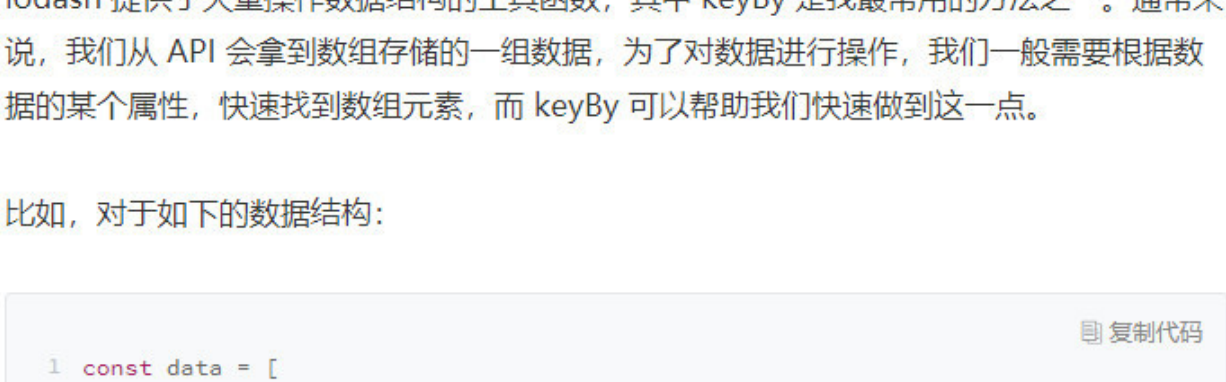 lodash 提供了大量操作数据结构的工具函数，其中 keyBy 是我最常用的方法之一。通常来
说，我们从 API 会拿到数组存储的一组数据，为了对数据进行操作，我们一般需要根据数
据的某个属性，快速找到数组元素，而 keyBy 可以帮助我们快速做到这一点。
比如，对于如下的数据结构：
复制代码
1 const data = [